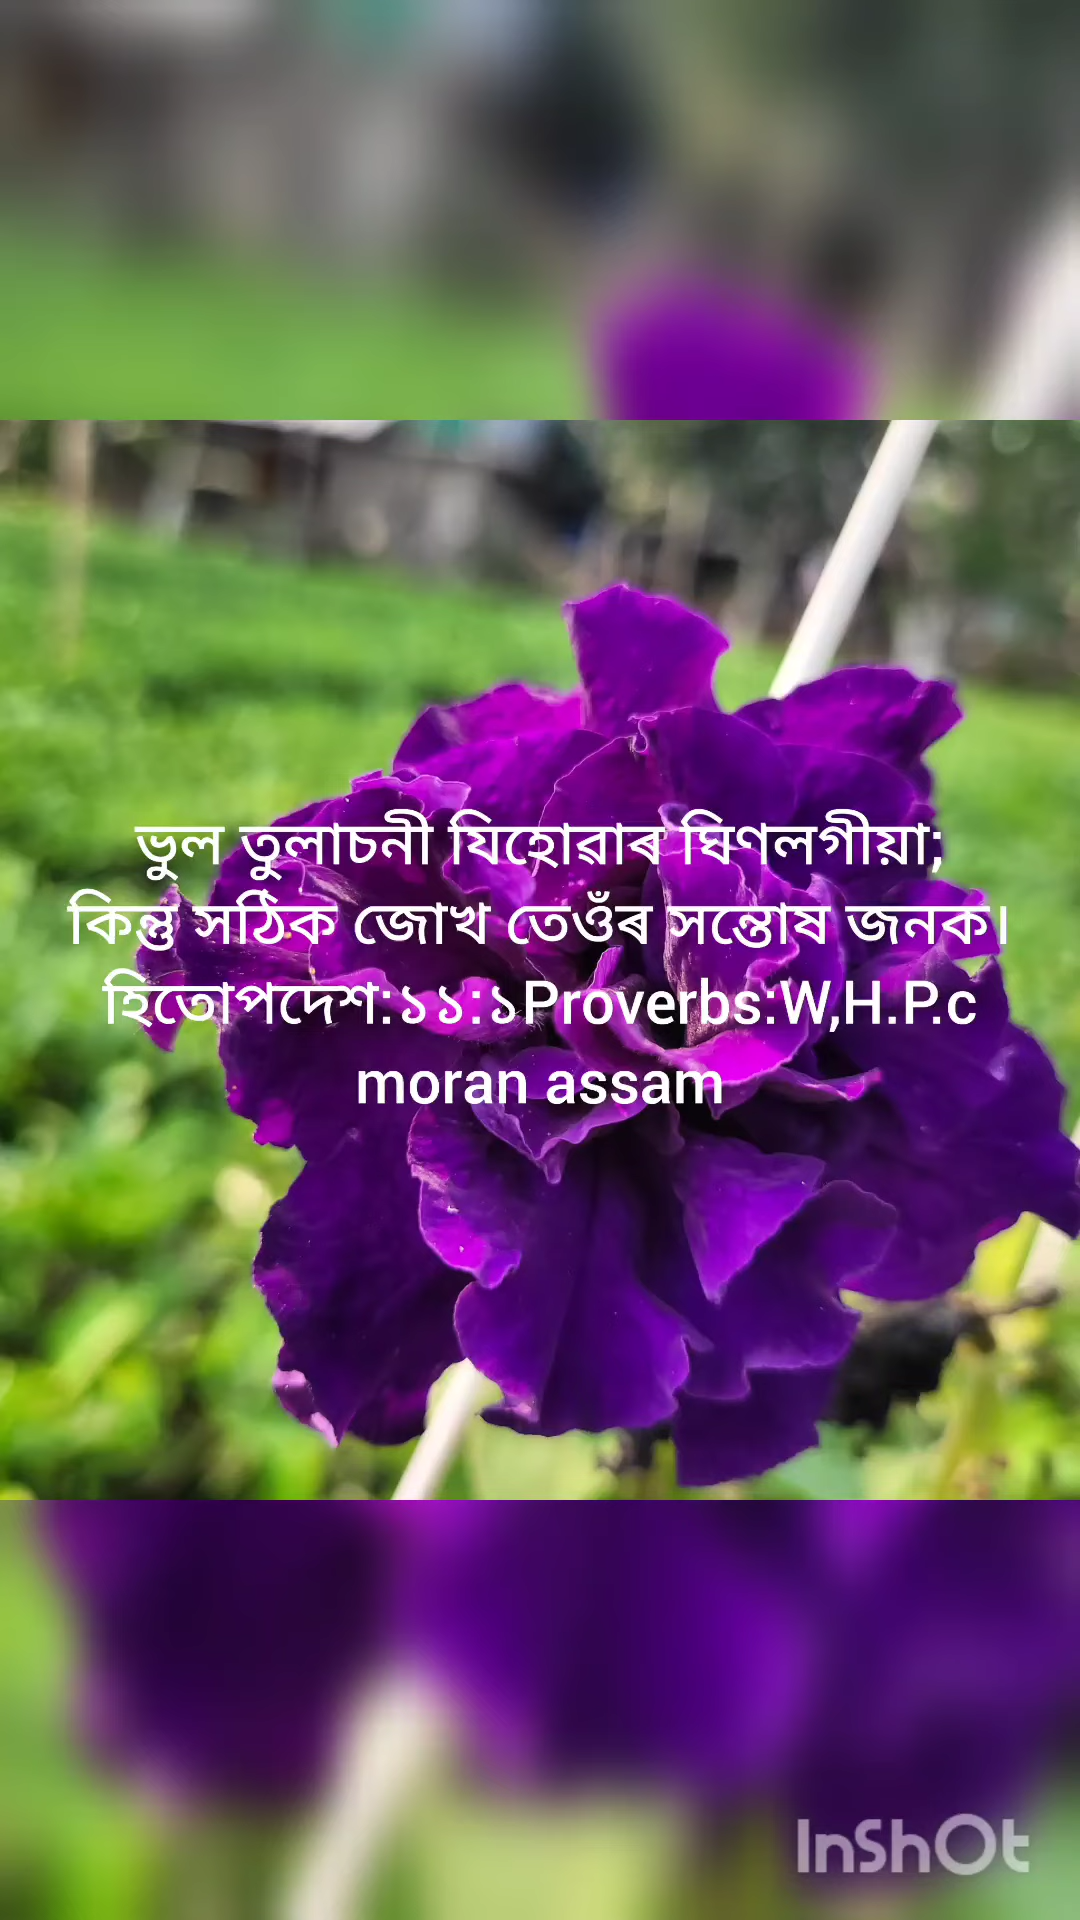 ভুল তুলাচনী যিহোৱাৰ ঘিণলগীয়া;
কিন্তু সঠিক জোখ তেওঁৰ সন্তোষ জনক।
হিতোপদেশ:১১:১Proverbs:W,H.P.c
moran assam
InShOt